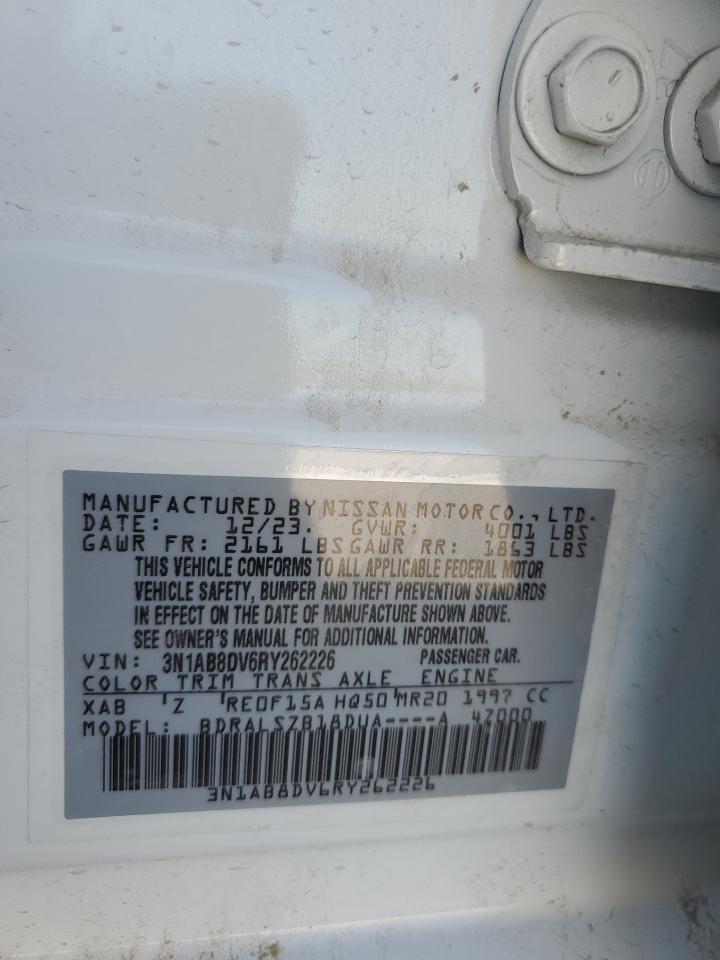 7
MANUFACTURED BY NISSAN MOTOR CO., LTD.
DATE: 12/23. GVWR: 4001 LBS
GAWR FR: 2161 LBS GAWR RR: 1863 LBS
THIS VEHICLE CONFORMS TO ALL APPLICABLE FEDERAL MOTOR
VEHICLE SAFETY, BUMPER AND THEFT PREVENTION STANDARDS
IN EFFECT ON THE DATE OF MANUFACTURE SHOWN ABOVE.
SEE OWNER'S MANUAL FOR ADDITIONAL INFORMATION.
VIN: 3N1AB8DV6RY262226 PASSENGER CAR.
COLOR TRIM TRANS AXLE ENGINE
XAB 'Z 'RE0F15A HQ50'MR20 1997 CC
MODEL: BDRALSZB18DUA----A 4Z000
3N1AB8DV6RY262226